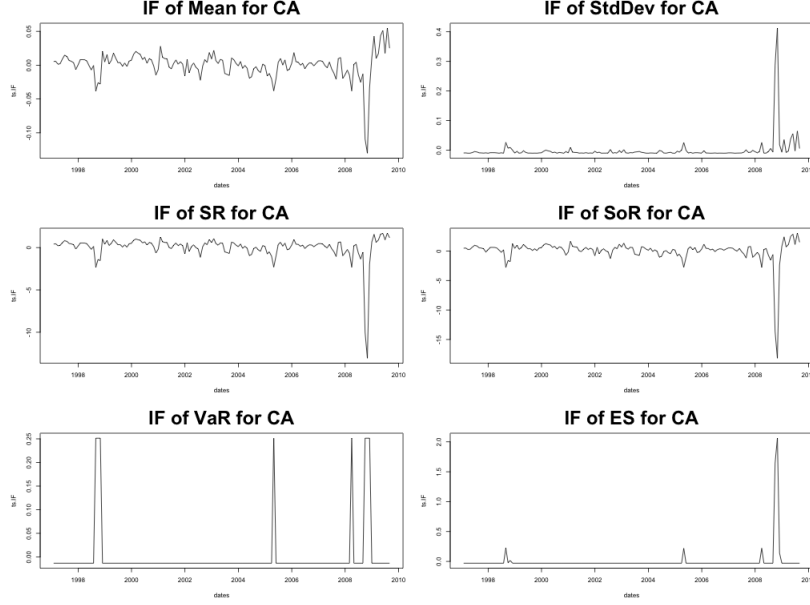 IF of Mean for CA
ts.IF
0.05
0.00
-0.05
-0.10
1998 2000 2002 2004 2006 2008 2010
dates
IF of StdDev for CA
ts.IF
0.4
0.3
0.2
0.1
0.0
1998 2000 2002 2004 2006 2008 201
dates
IF of SR for CA
ts.IF
0
-5
-10
1998 2000 2002 2004 2006 2008 2010
dates
IF of SoR for CA
ts.IF
0
-5
-10
-15
1998 2000 2002 2004 2006 2008 201
dates
IF of VaR for CA
ts.IF
0.25
0.20
0.15
0.10
0.05
0.00
1998 2000 2002 2004 2006 2008 2010
dates
IF of ES for CA
ts.IF
2.0
1.5
1.0
0.5
0.0
1998 2000 2002 2004 2006 2008 201
dates